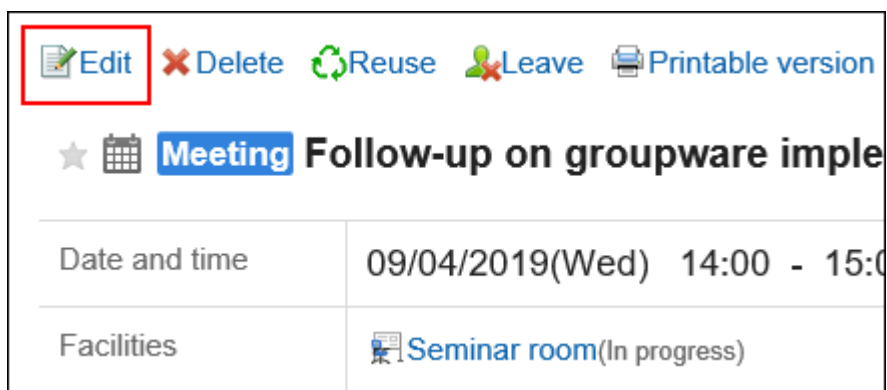 Edit Delete Reuse Leave Printable version
Meeting Follow-up on groupware imple
Date and time 09/04/2019(Wed) 14:00 - 15:0
Facilities Seminar room(In progress)